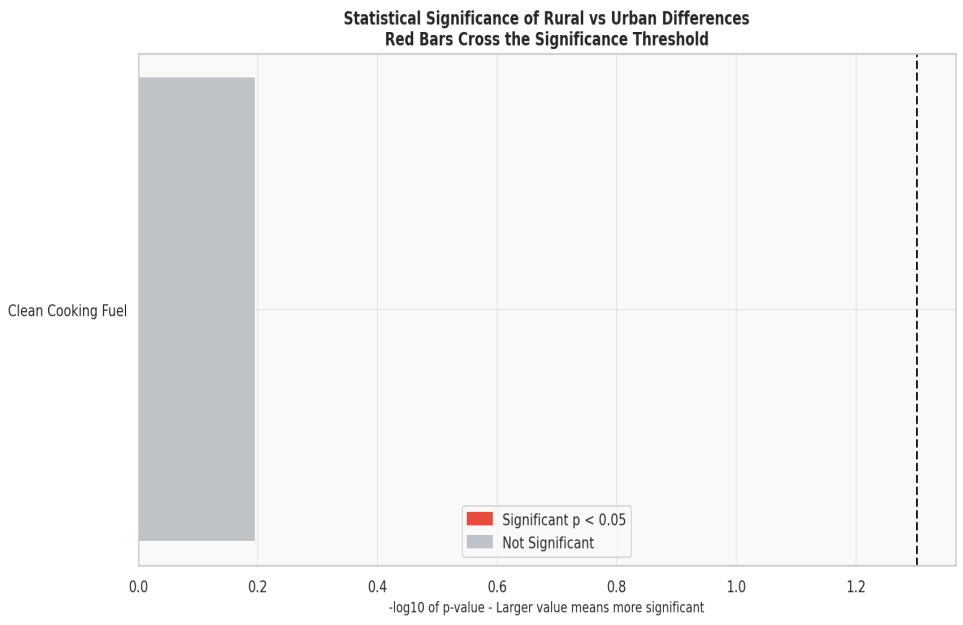 Statistical Significance of Rural vs Urban Differences
Red Bars Cross the Significance Threshold
Clean Cooking Fuel
Significant p < 0.05
Not Significant
0.0 0.2 0.4 0.6 0.8 1.0 1.2
-log10 of p-value - Larger value means more significant